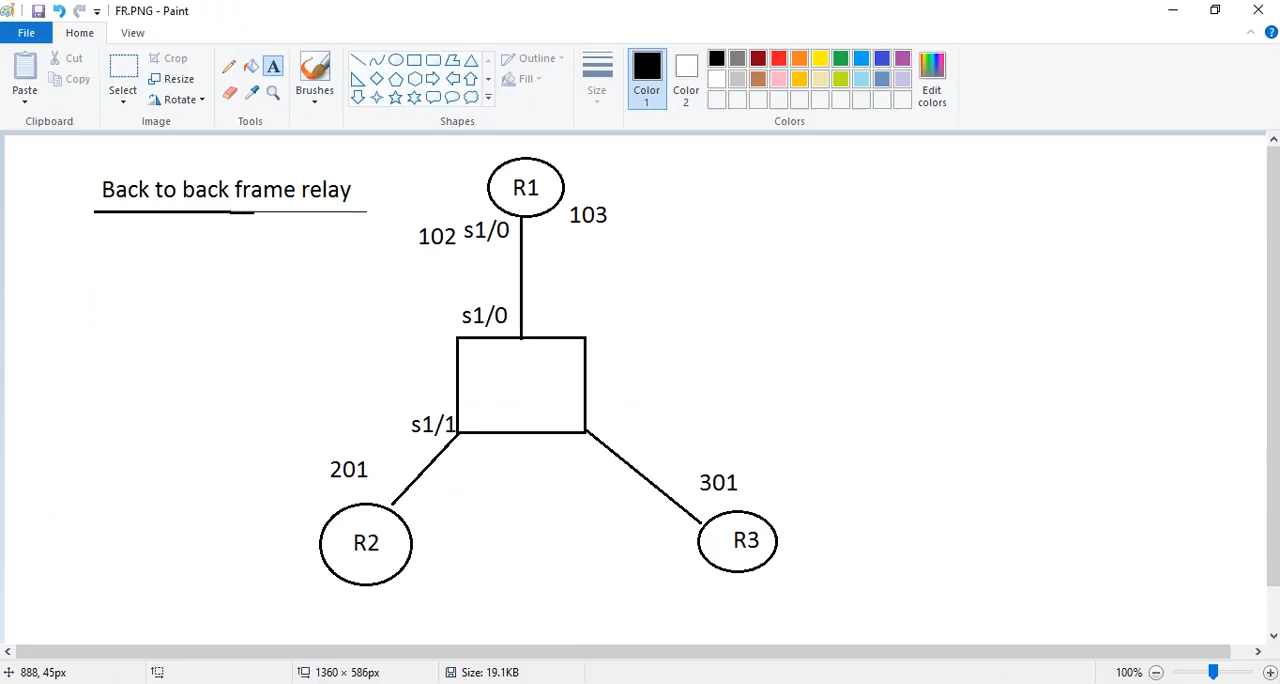 FR.PNG - Paint
File
Home
View
Paste
Cut
Copy
Clipboard
Select
Crop
Resize
Rotate
Image
A
Tools
Brushes
Shapes
Outline
Fill
Size
Color 1
Color 2
Edit colors
Colors
Back to back frame relay
R1
103
102 s1/0
s1/0
s1/1
201
301
R2
R3
888, 45px
1360 × 586px
Size: 19.1KB
100%